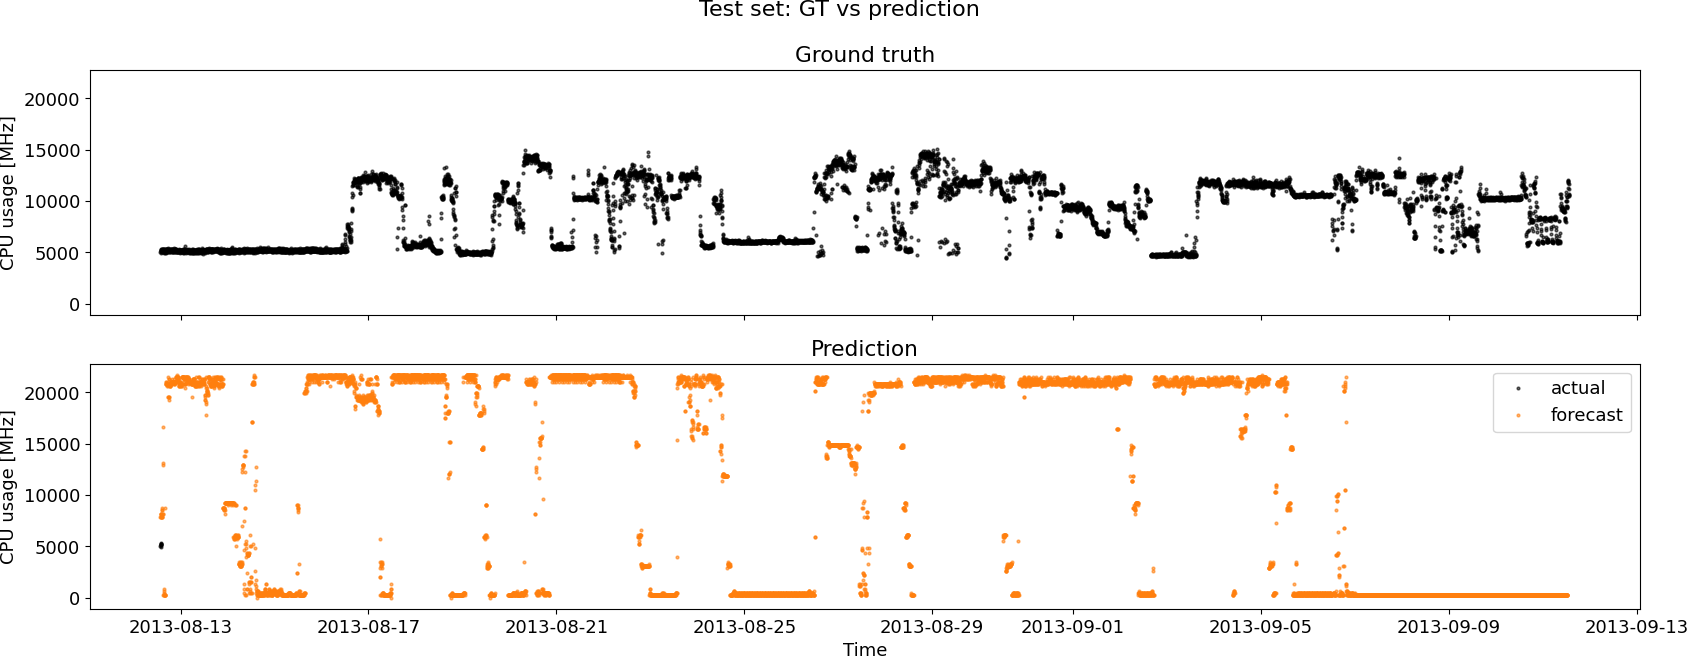 Test set: GT vs prediction
Ground truth
CPU usage [MHz]
20000
15000
10000
5000
0
Prediction
CPU usage [MHz]
20000
15000
10000
5000
0
actual
forecast
2013-08-13 2013-08-17 2013-08-21 2013-08-25 2013-08-29 2013-09-01 2013-09-05 2013-09-09 2013-09-13
Time